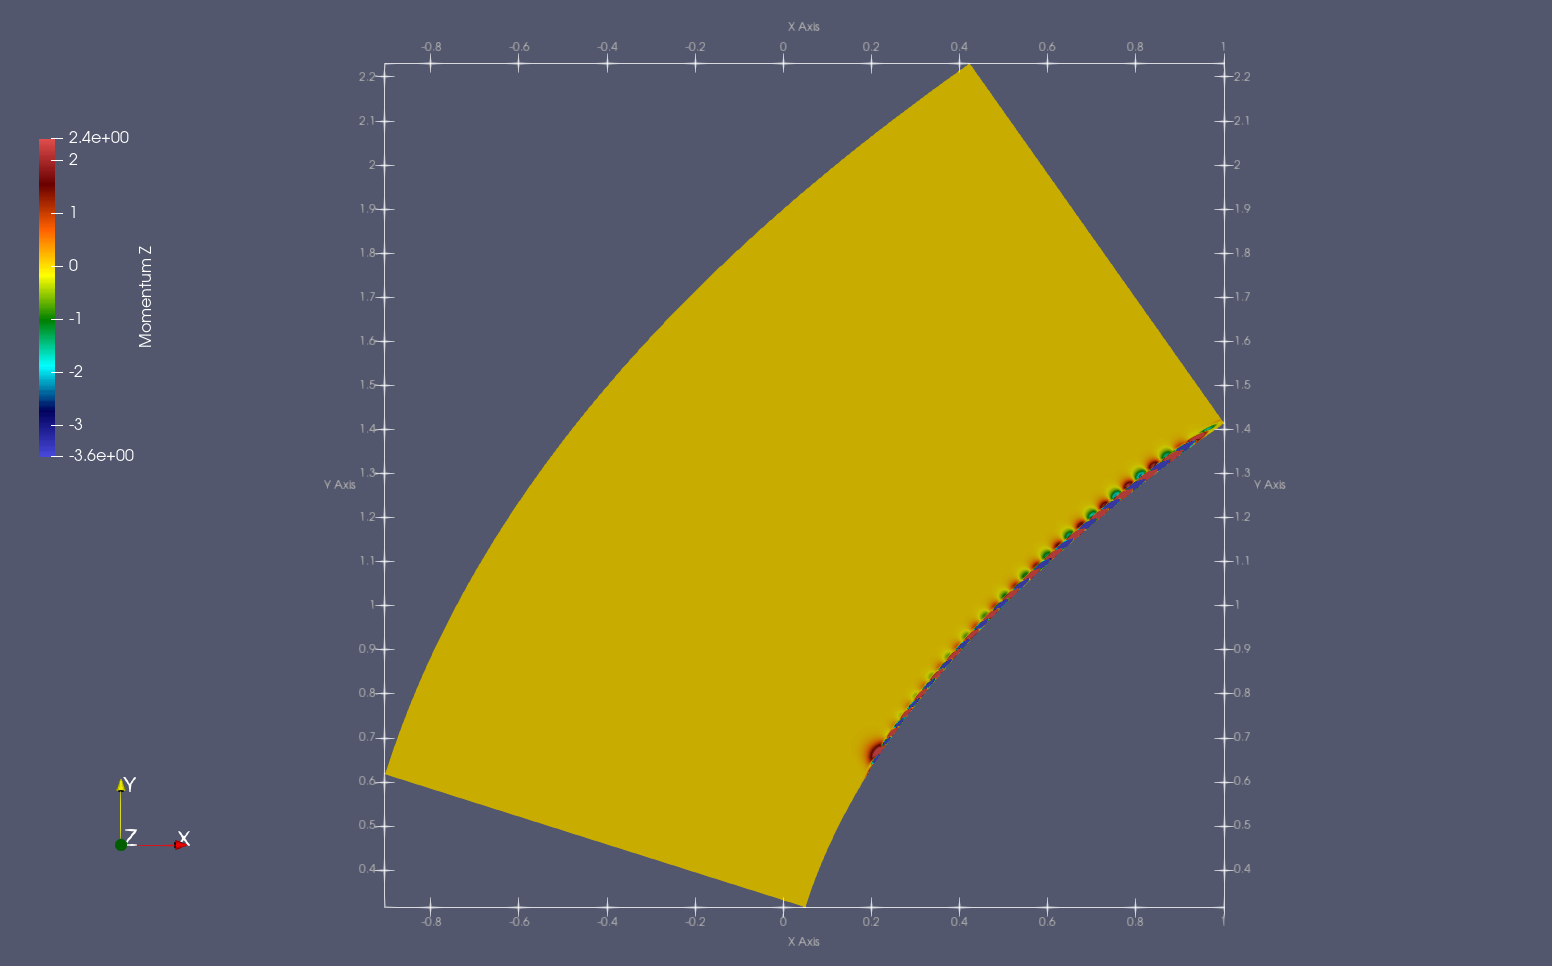 X Axis
-0.8 -0.6 -0.4 -0.2 0 0.2 0.4 0.6 0.8 1
2.2 2.2
2.1 2.1
2 2
1.9 1.9
1.8 1.8
1.7 1.7
1.6 1.6
1.5 1.5
1.4 1.4
1.3 1.3
Y Axis Y Axis
1.2 1.2
1.1 1.1
1 1
0.9 0.9
0.8 0.8
0.7 0.7
0.6 0.6
0.5 0.5
0.4 0.4
-0.8 -0.6 -0.4 -0.2 0 0.2 0.4 0.6 0.8 1
X Axis
2.4e+00
2
1
0
-1
-2
-3
-3.6e+00
Momentum Z
Y
Z X